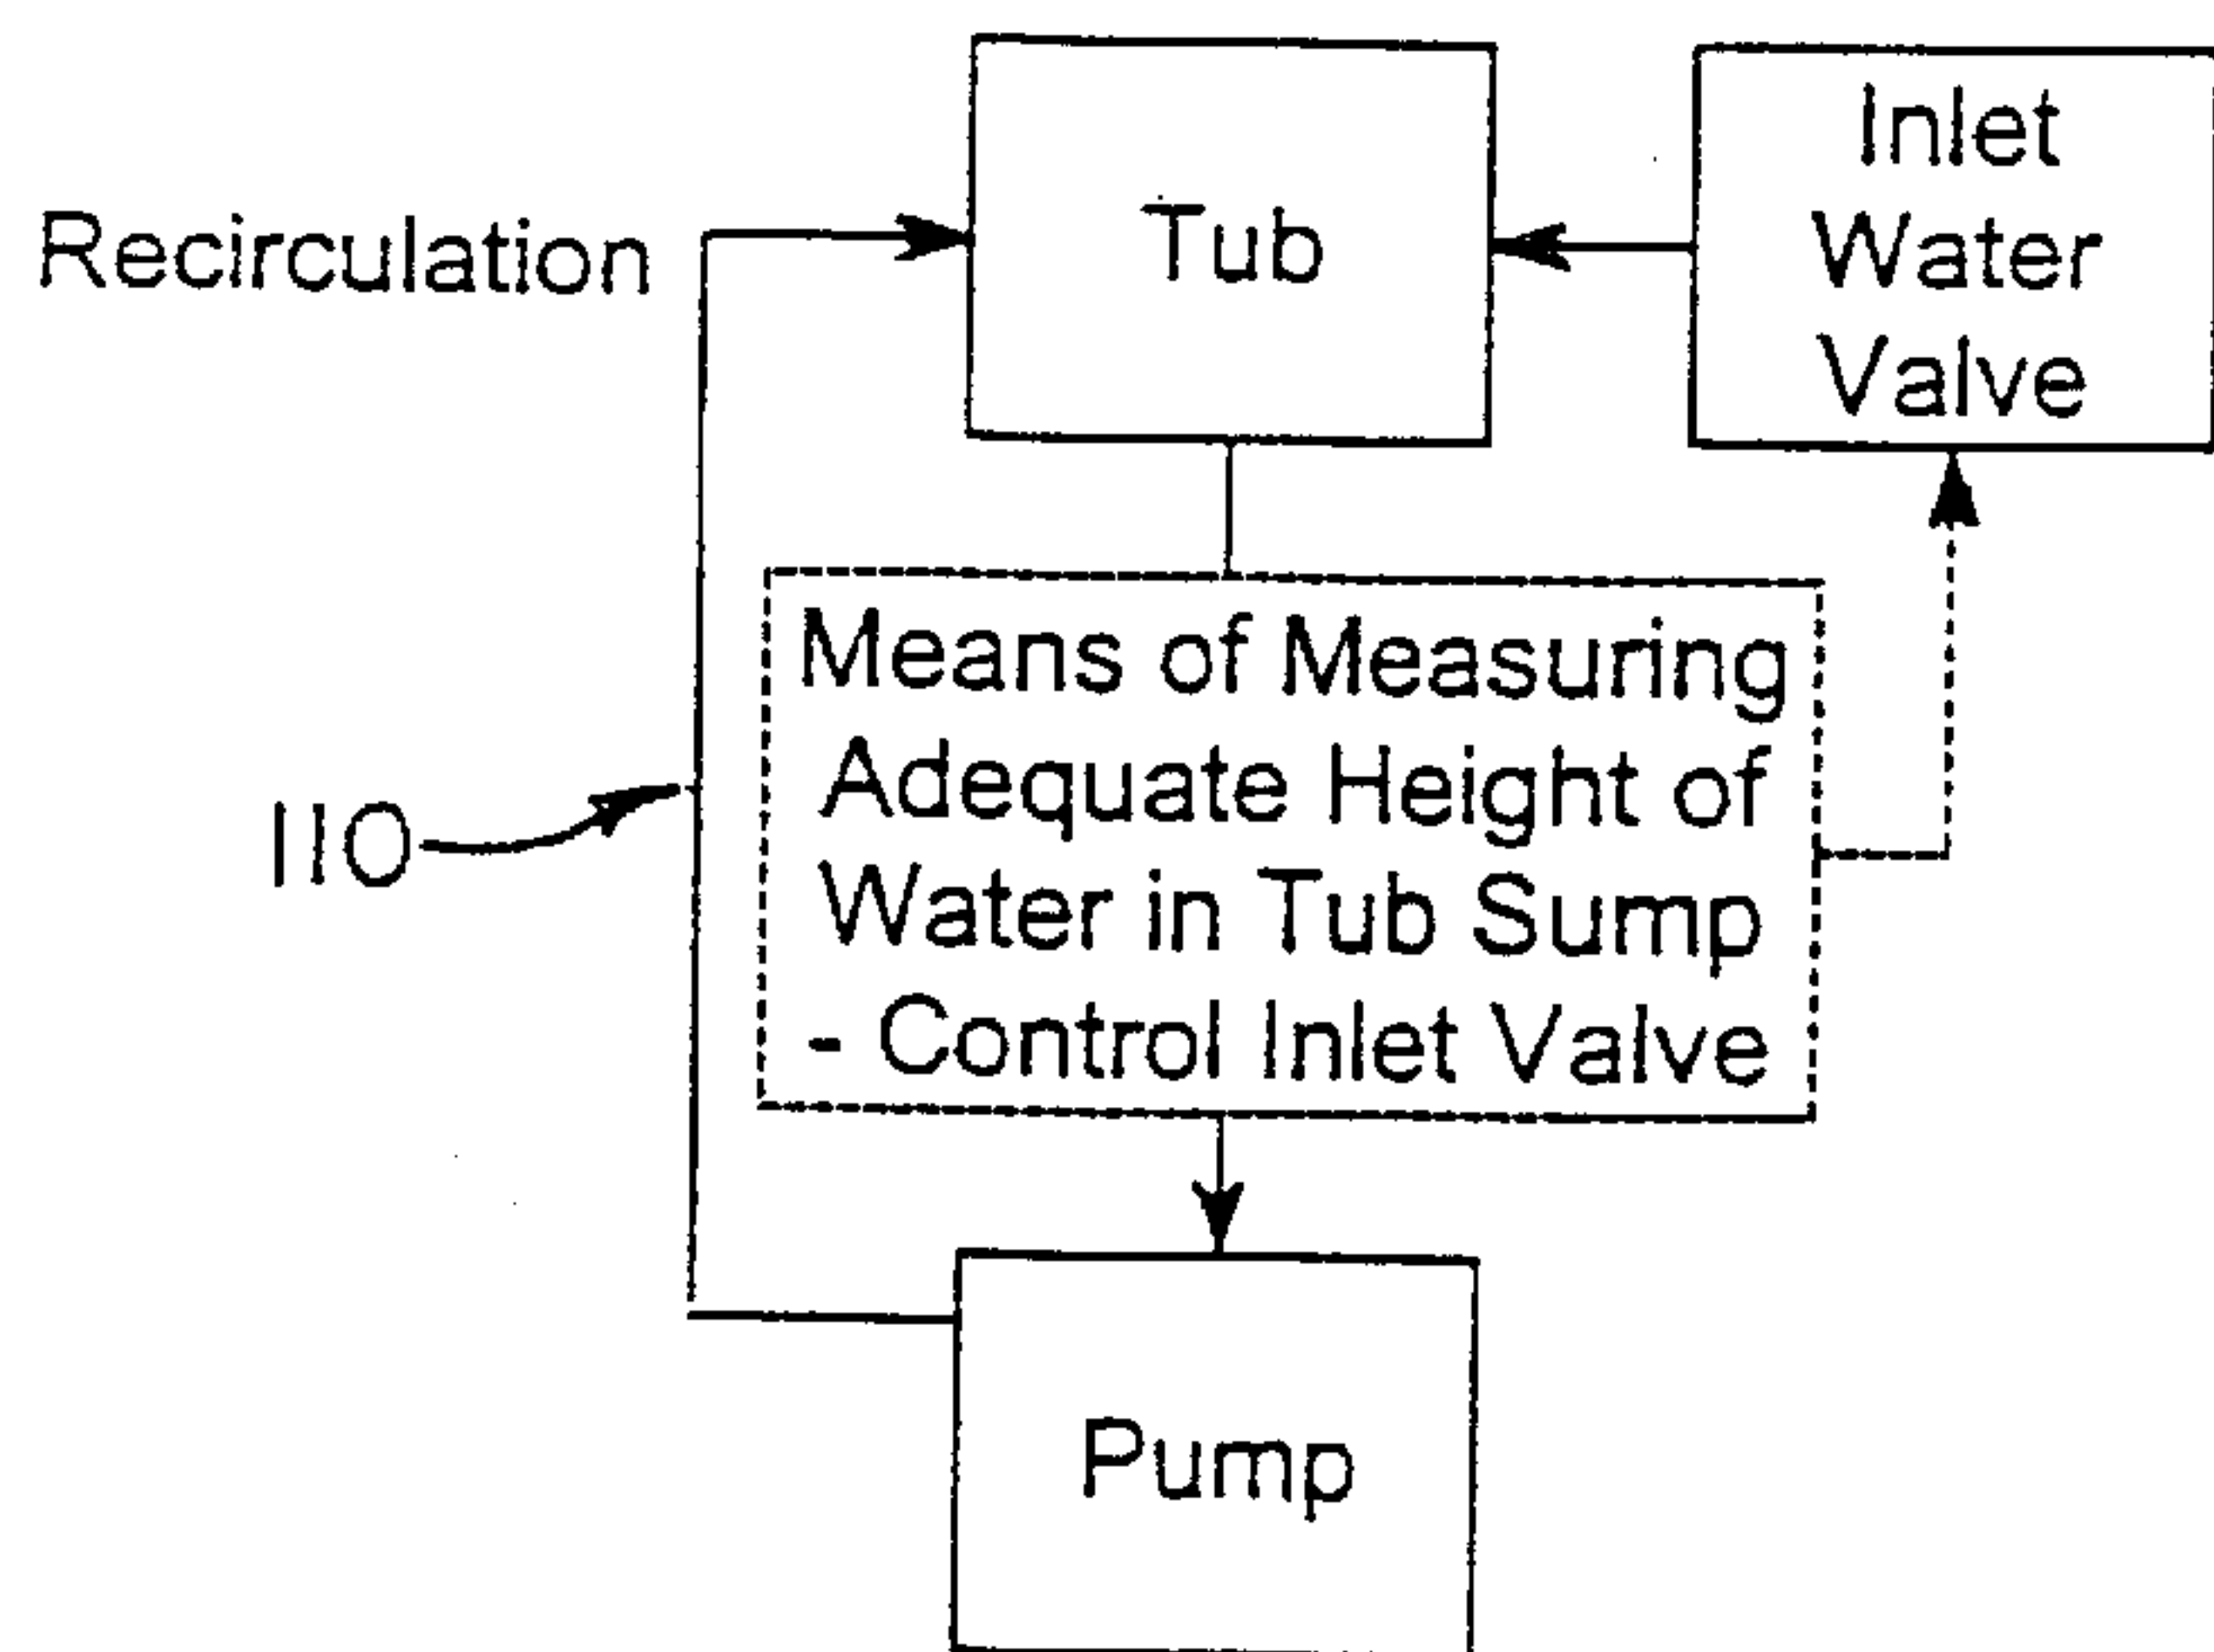 Recirculation
Tub
Inlet
Water
Valve
110
Means of Measuring
Adequate Height of
Water in Tub Sump
- Control Inlet Valve
Pump